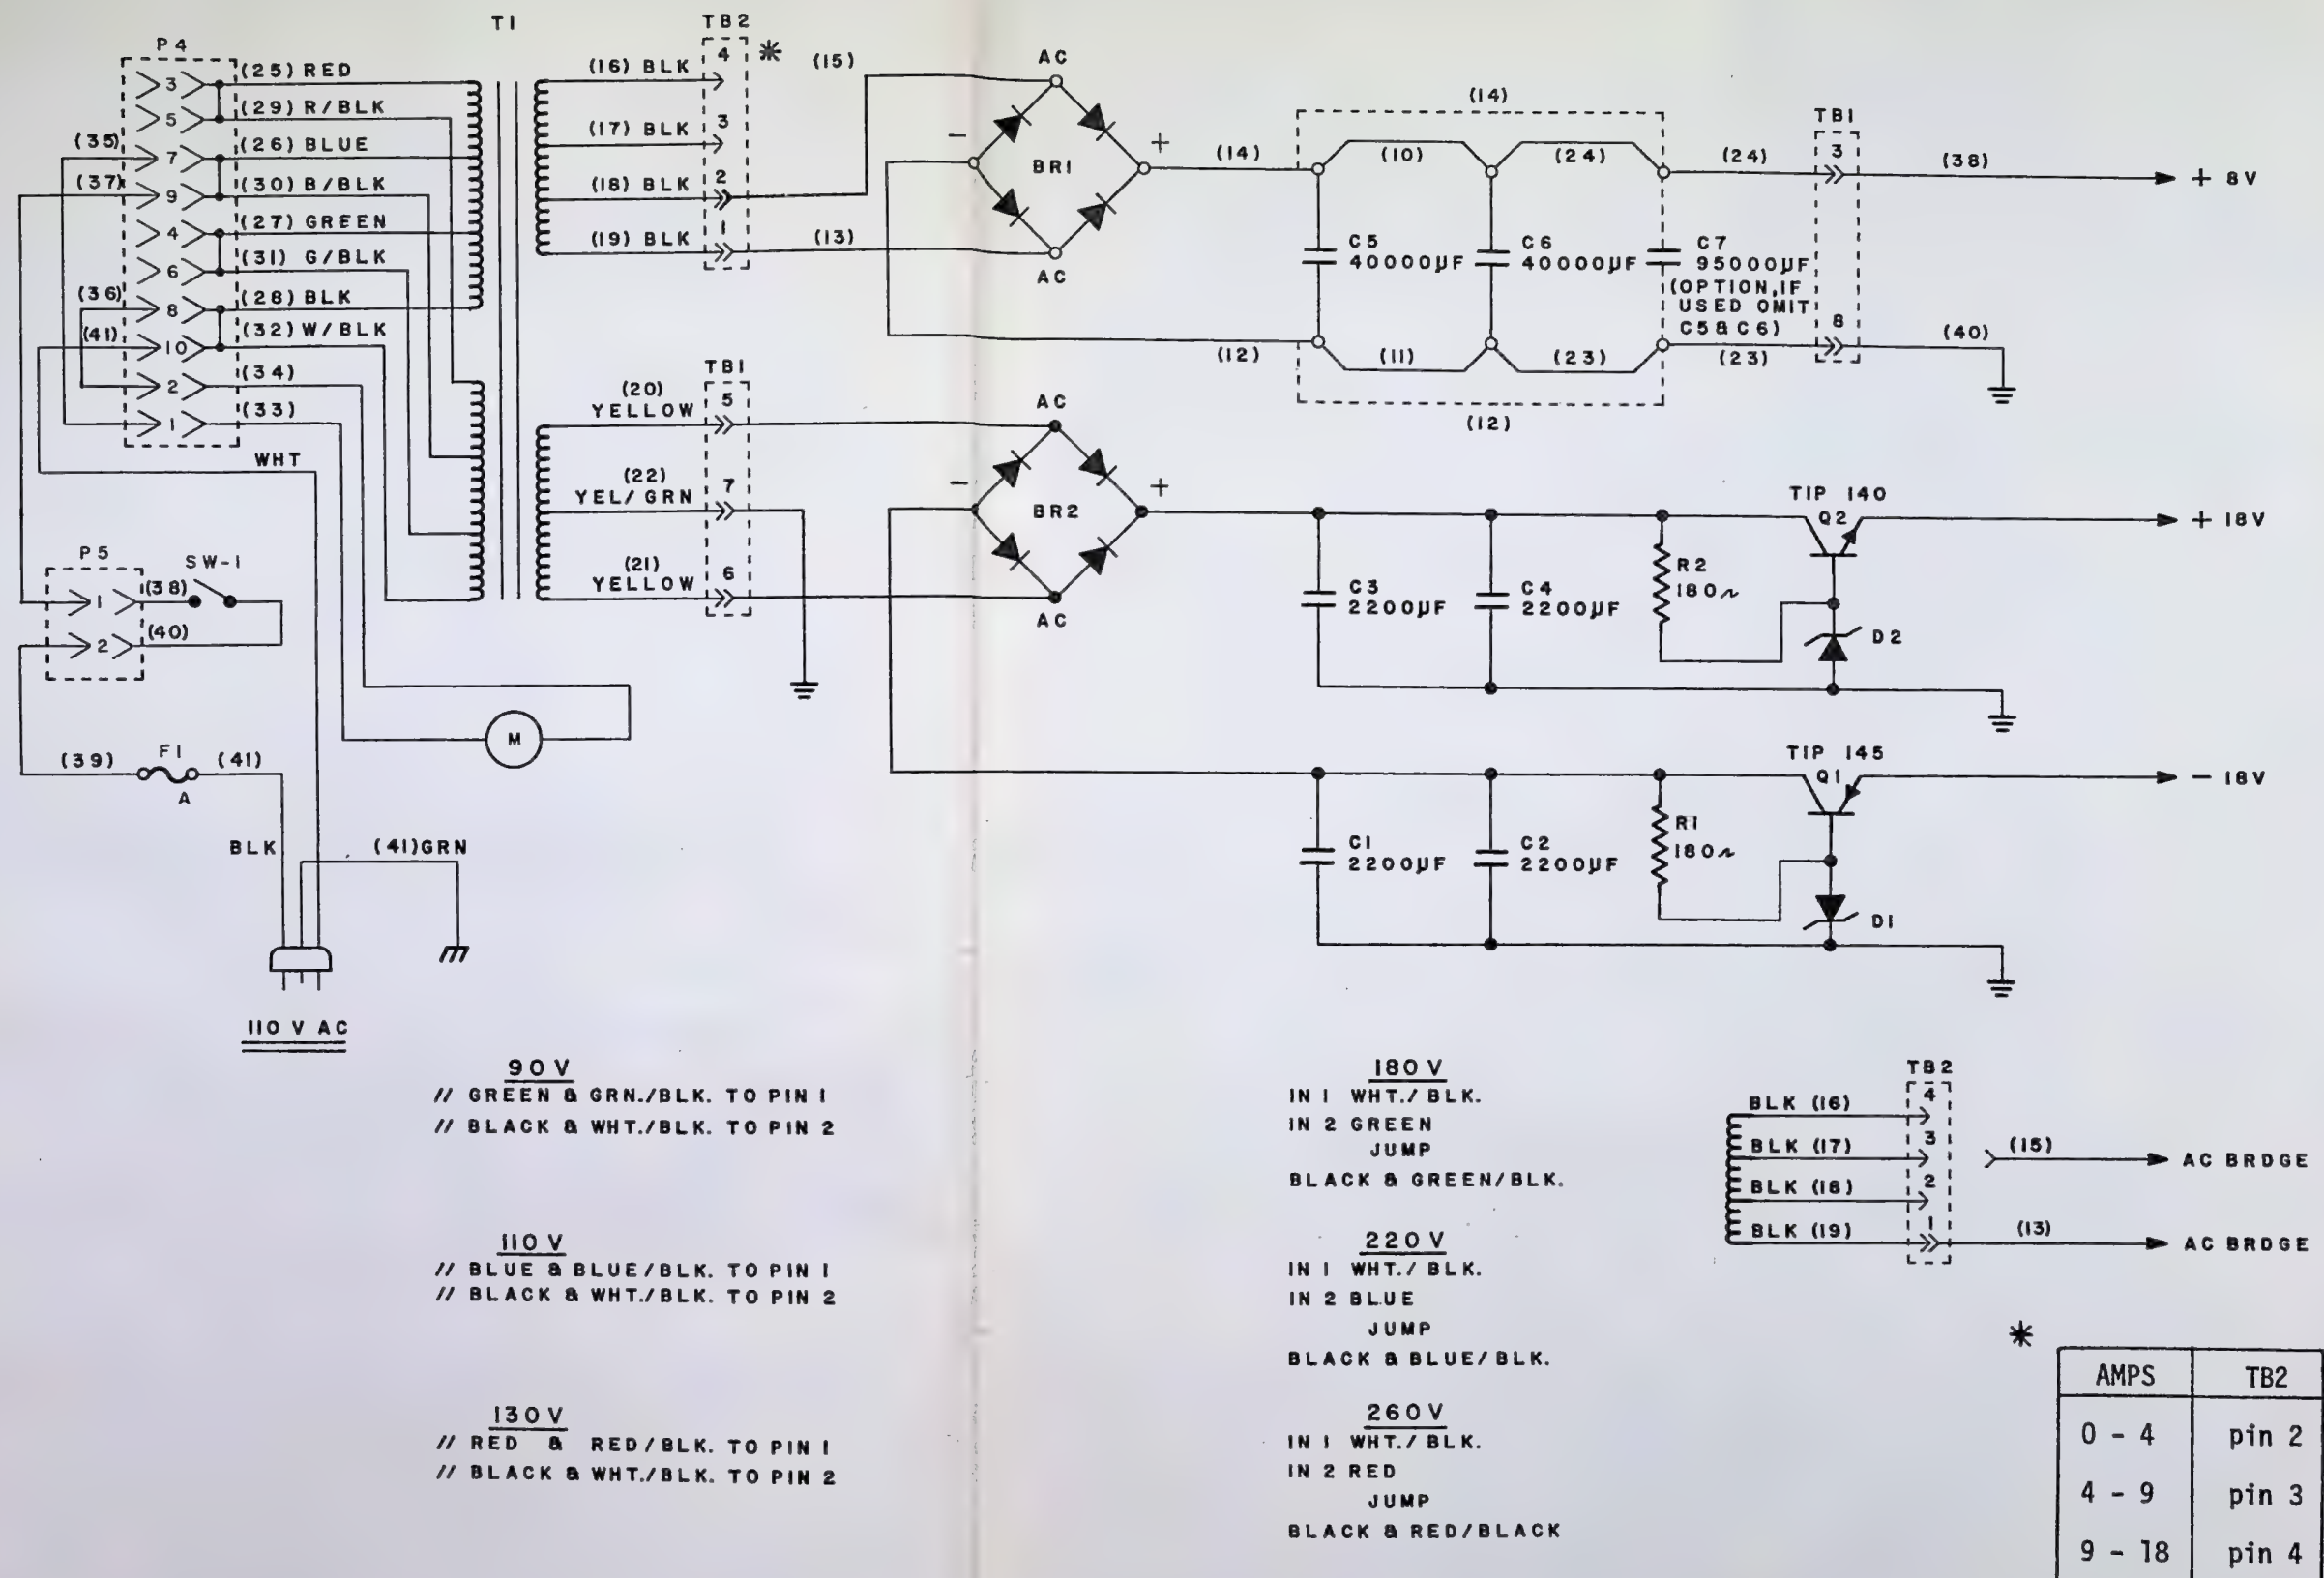 T1
P4
3
5
7
9
4
6
8
10
2
1
(25) RED
(29) R/BLK
(26) BLUE
(30) B/BLK
(27) GREEN
(31) G/BLK
(28) BLK
(32) W/BLK
(34)
(33)
(35)
(37)
(36)
(41)
WHT
P5
1
2
(38)
(40)
SW-1
(39)
F1
A
(41)
BLK
(41) GRN
110 V AC
M
TB2
4
3
2
1
*
(16) BLK
(17) BLK
(18) BLK
(19) BLK
(15)
(13)
TB1
5
7
6
(20)
YELLOW
(22)
YEL/GRN
(21)
YELLOW
AC
-
BR1
+
AC
AC
-
BR2
+
AC
(14)
(14)
(10)
(24)
(24)
C5
40000µF
C6
40000µF
C7
95000µF
(OPTION, IF
USED OMIT
C5 & C6)
(12)
(11)
(23)
(23)
(12)
TB1
3
8
(38)
(40)
+ 8V
TIP 140
Q2
+ 18V
C3
2200µF
C4
2200µF
R2
180Ω
D2
TIP 145
Q1
- 18V
C1
2200µF
C2
2200µF
R1
180Ω
D1
90 V
// GREEN & GRN./BLK. TO PIN 1
// BLACK & WHT./BLK. TO PIN 2
110 V
// BLUE & BLUE/BLK. TO PIN 1
// BLACK & WHT./BLK. TO PIN 2
130 V
// RED & RED/BLK. TO PIN 1
// BLACK & WHT./BLK. TO PIN 2
180 V
IN 1 WHT./BLK.
IN 2 GREEN
JUMP
BLACK & GREEN/BLK.
220 V
IN 1 WHT./BLK.
IN 2 BLUE
JUMP
BLACK & BLUE/BLK.
260 V
IN 1 WHT./BLK.
IN 2 RED
JUMP
BLACK & RED/BLACK
TB2
BLK (16) 4
BLK (17) 3
BLK (18) 2
BLK (19) 1
(15) AC BRDGE
(13) AC BRDGE
*
AMPS TB2
0 - 4 pin 2
4 - 9 pin 3
9 - 18 pin 4